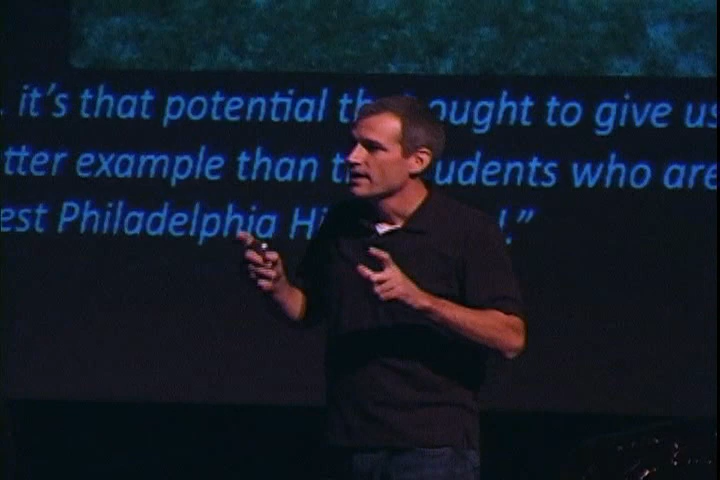 . it's that potential th ought to give us
tter example than t udents who are
est Philadelphia Hi l."